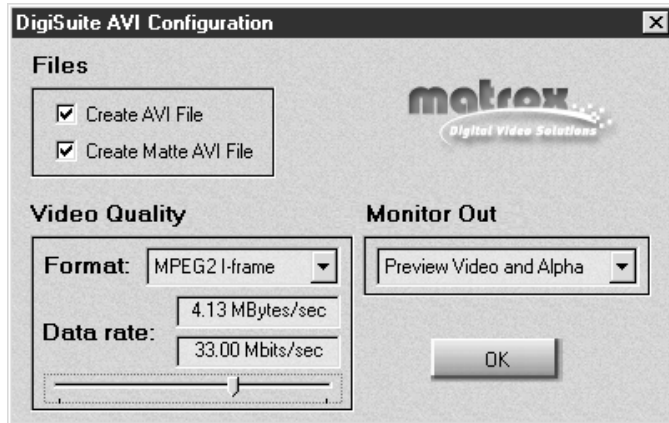 DigiSuite AVI Configuration
Files
Create AVI File
Create Matte AVI File
matrox
Digital Video Solutions
Video Quality
Format: MPEG2 I-frame
Data rate:
4.13 MBytes/sec
33.00 Mbits/sec
Monitor Out
Preview Video and Alpha
OK